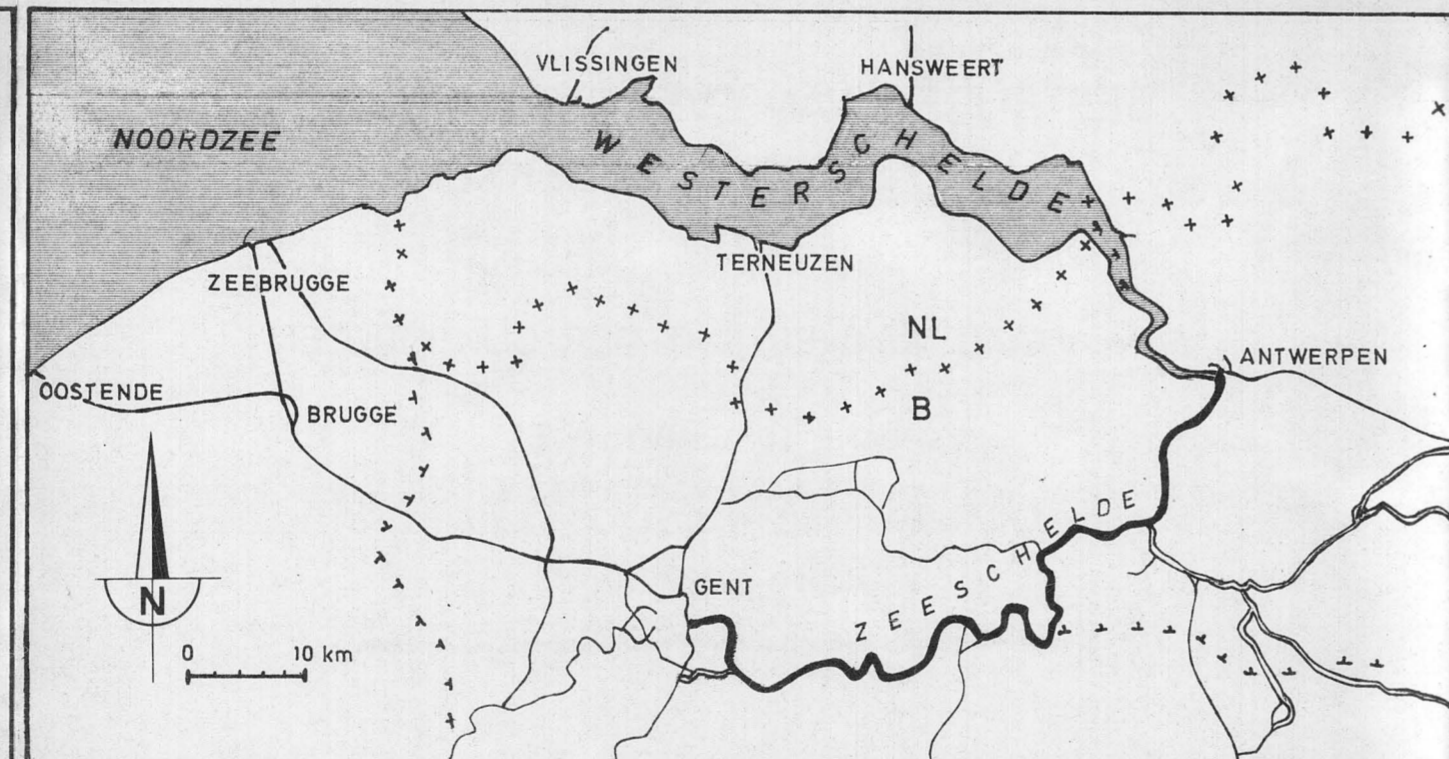 VLISSINGEN
HANSWEERT
NOORDZEE
WESTERSCHELDE
TERNEUZEN
ZEEBRUGGE
NL
ANTWERPEN
OOSTENDE
BRUGGE
B
ZEESCHELDE
GENT
N
0 10 km